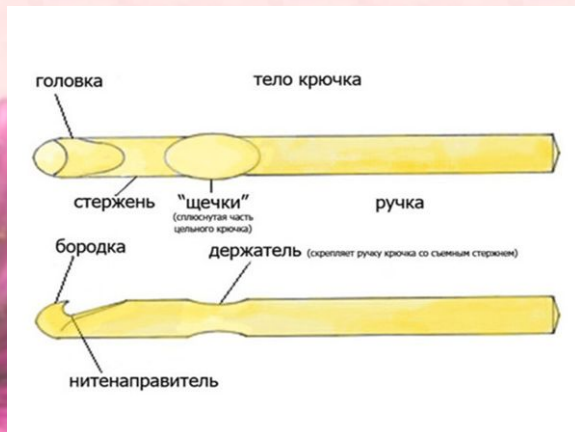 головка
тело крючка
стержень
"щечки"
(сплюснутая часть
цельного крючка)
ручка
бородка
держатель (скрепляет ручку крючка со съемным стержнем)
нитенаправитель